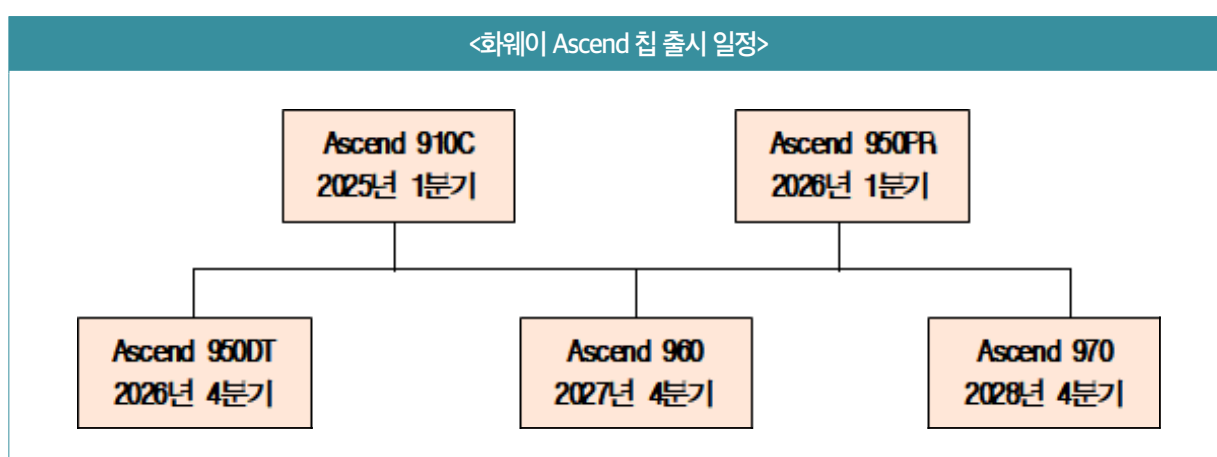 <화웨이 Ascend 칩 출시 일정>
Ascend 910C
2025년 1분기
Ascend 950PR
2026년 1분기
Ascend 950DT
2026년 4분기
Ascend 960
2027년 4분기
Ascend 970
2028년 4분기